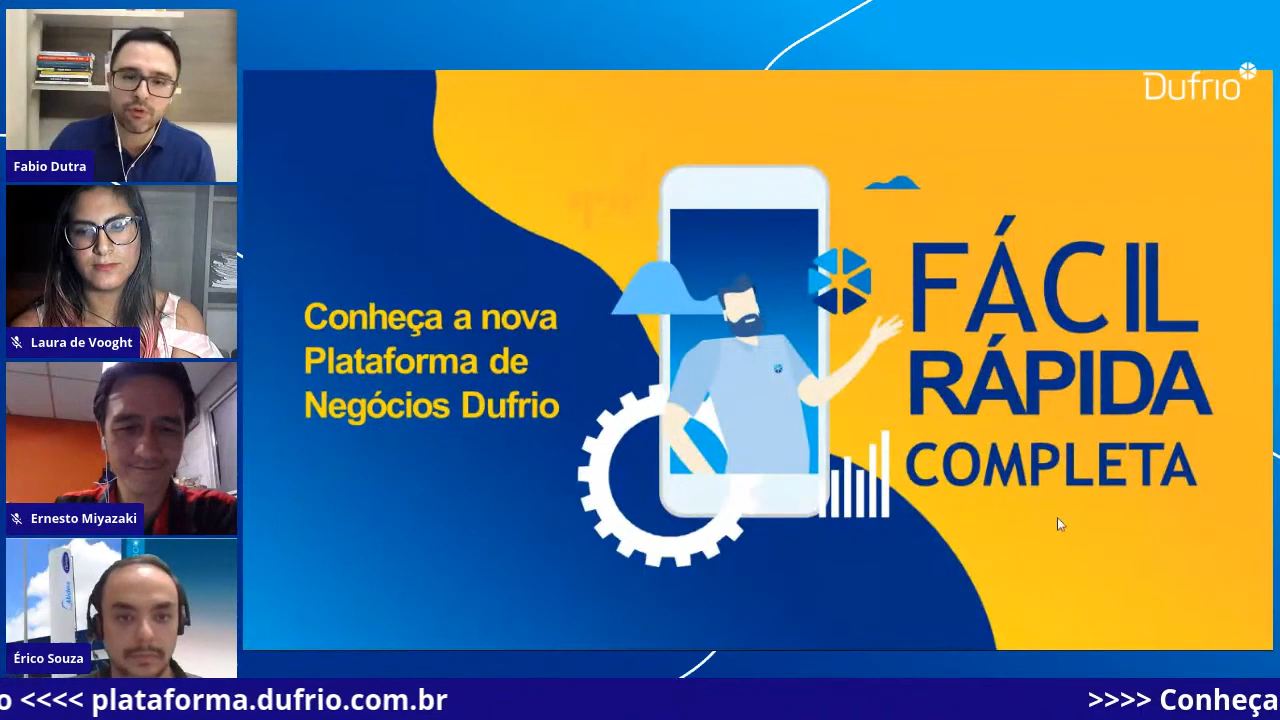 Fabio Dutra
Laura de Vooght
Ernesto Miyazaki
Érico Souza
Dufrio
Conheça a nova
Plataforma de
Negócios Dufrio
FÁCIL
RÁPIDA
COMPLETA
o <<<< plataforma.dufrio.com.br
>>>> Conheça